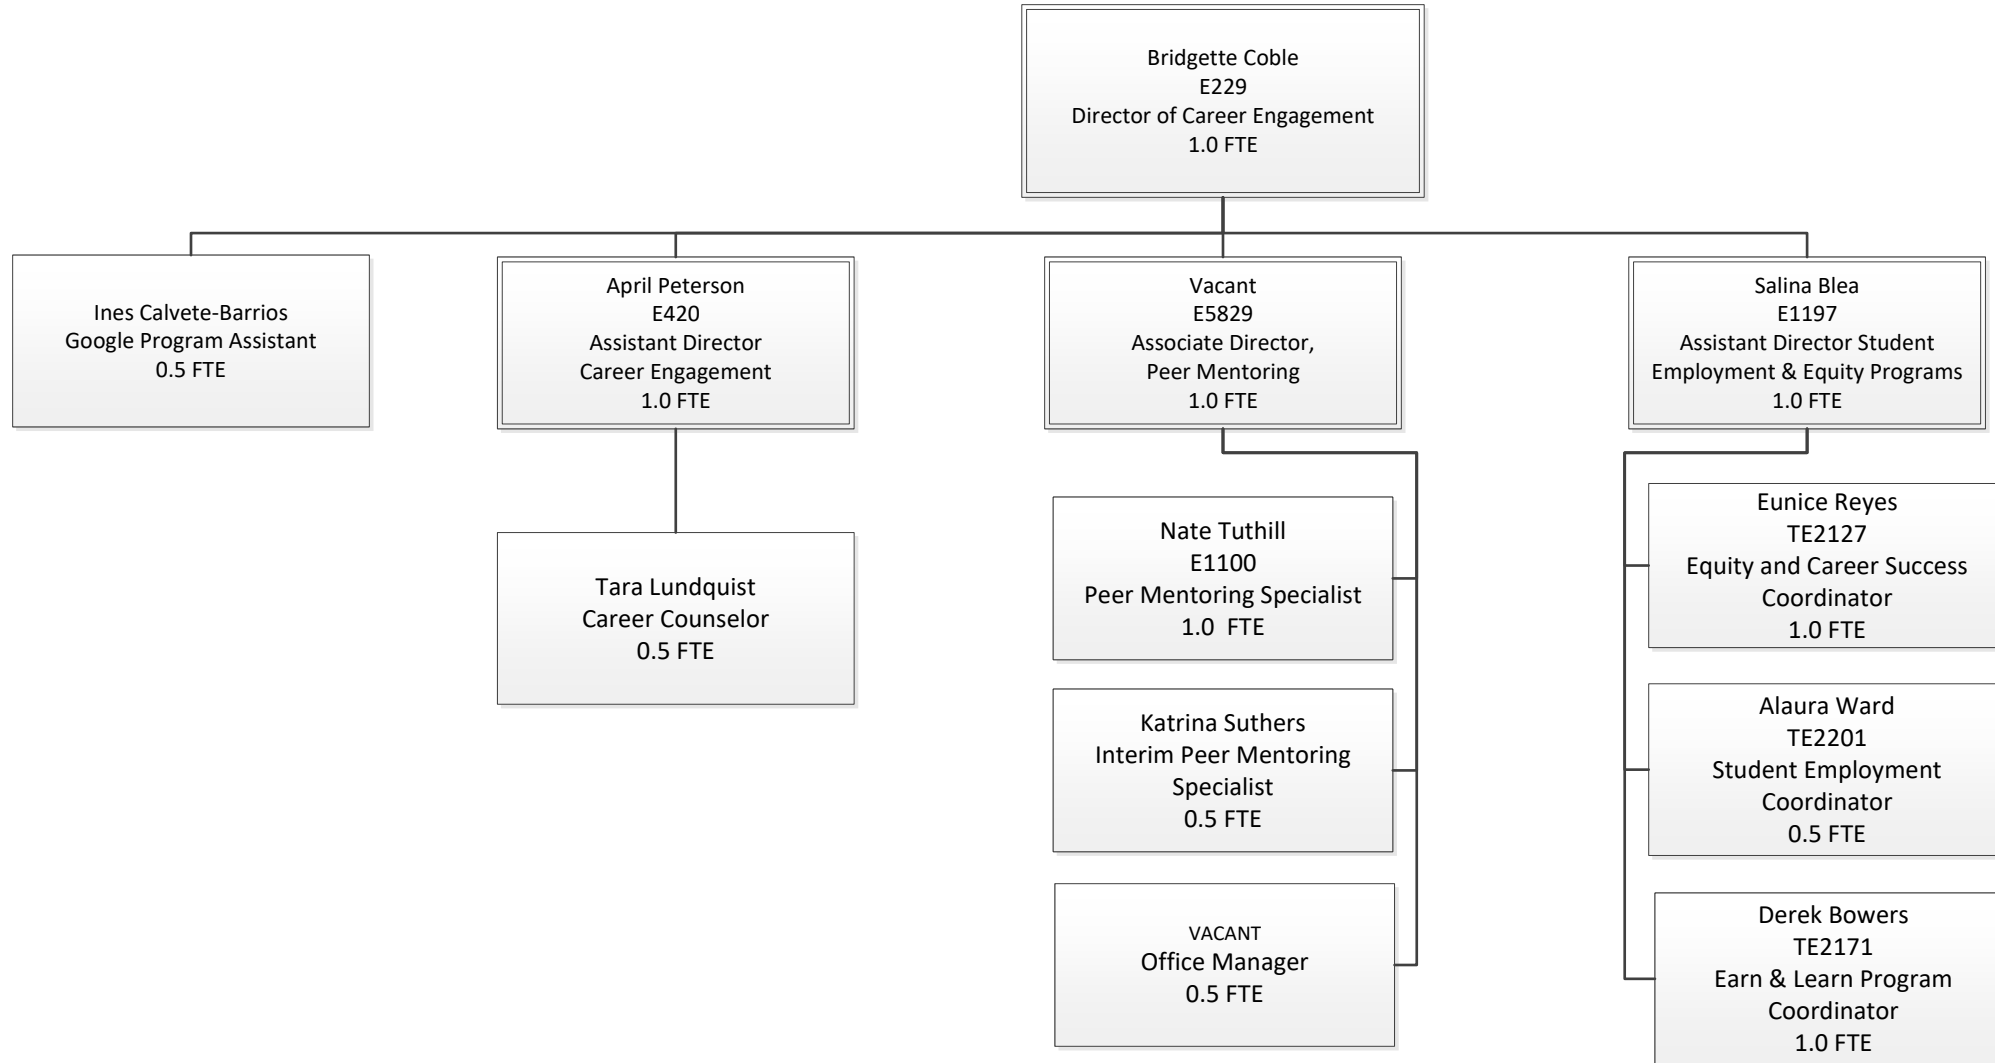 Bridgette Coble
E229
Director of Career Engagement
1.0 FTE
Ines Calvete-Barrios
Google Program Assistant
0.5 FTE
April Peterson
E420
Assistant Director
Career Engagement
1.0 FTE
Vacant
E5829
Associate Director,
Peer Mentoring
1.0 FTE
Salina Blea
E1197
Assistant Director Student
Employment & Equity Programs
1.0 FTE
Tara Lundquist
Career Counselor
0.5 FTE
Nate Tuthill
E1100
Peer Mentoring Specialist
1.0 FTE
Katrina Suthers
Interim Peer Mentoring
Specialist
0.5 FTE
VACANT
Office Manager
0.5 FTE
Eunice Reyes
TE2127
Equity and Career Success
Coordinator
1.0 FTE
Alaura Ward
TE2201
Student Employment
Coordinator
0.5 FTE
Derek Bowers
TE2171
Earn & Learn Program
Coordinator
1.0 FTE